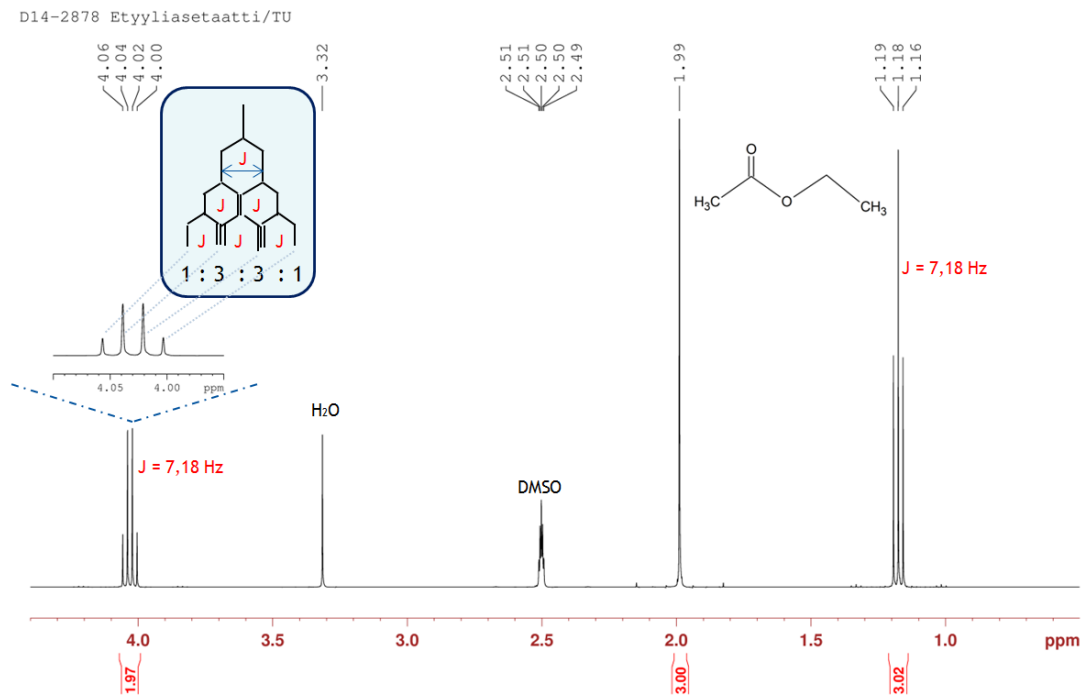 D14-2878 Etyyliasetaatti/TU
4.06
4.04
4.02
4.00
3.32
2.51
2.51
2.50
2.50
2.49
1.99
1.19
1.18
1.16
J
J J
J J J
1 : 3 : 3 : 1
O
H3C
O
CH3
J = 7,18 Hz
4.05 4.00 ppm
H2O
J = 7,18 Hz
DMSO
4.0 3.5 3.0 2.5 2.0 1.5 1.0 ppm
1.97
3.00
3.02